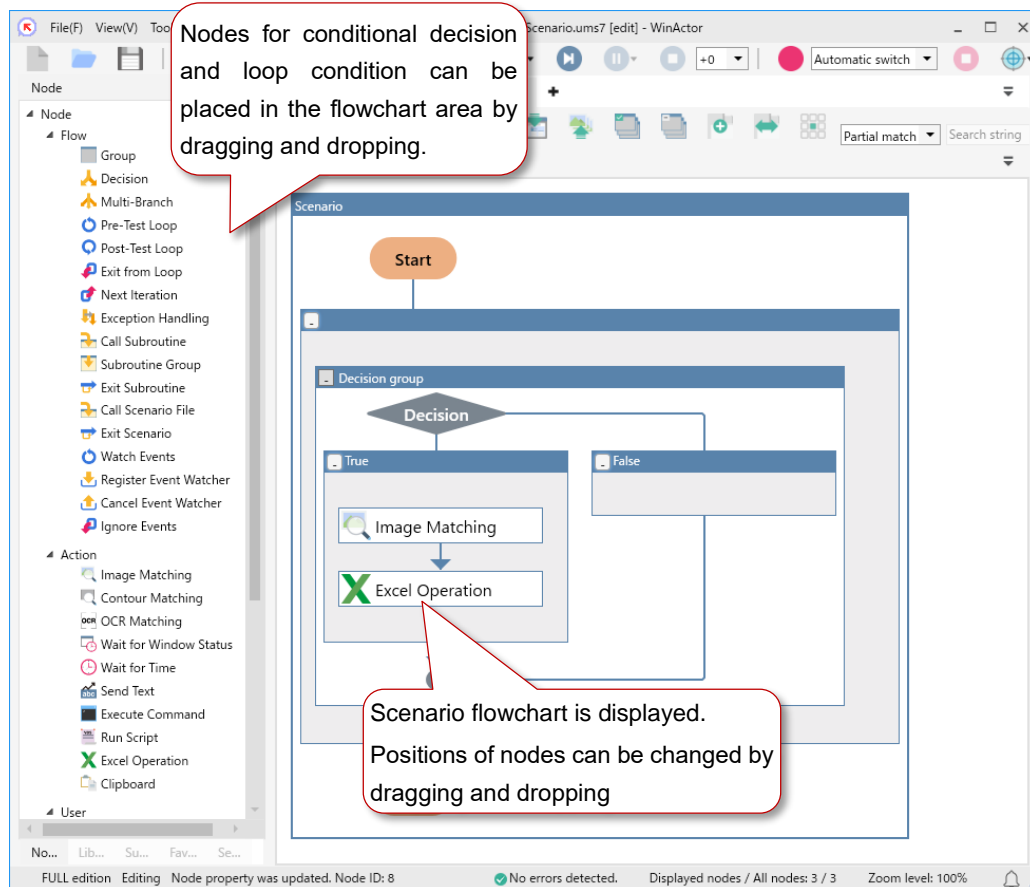 File(F) View(V)
Scenario.ums7 [edit] - WinActor
Nodes for conditional decision
and loop condition can be
placed in the flowchart area by
dragging and dropping.
+0
Automatic switch
Node
Partial match
Search string
Node
Flow
Group
Decision
Multi-Branch
Pre-Test Loop
Post-Test Loop
Exit from Loop
Next Iteration
Exception Handling
Call Subroutine
Subroutine Group
Exit Subroutine
Call Scenario File
Exit Scenario
Watch Events
Register Event Watcher
Cancel Event Watcher
Ignore Events
Action
Image Matching
Contour Matching
OCR OCR Matching
Wait for Window Status
Wait for Time
abc Send Text
Execute Command
Run Script
Excel Operation
Clipboard
User
Scenario
Start
Decision group
Decision
True
False
Image Matching
Excel Operation
Scenario flowchart is displayed.
Positions of nodes can be changed by
dragging and dropping
No... Lib... Su... Fav... Se...
FULL edition Editing Node property was updated. Node ID: 8 No errors detected. Displayed nodes / All nodes: 3 / 3 Zoom level: 100%